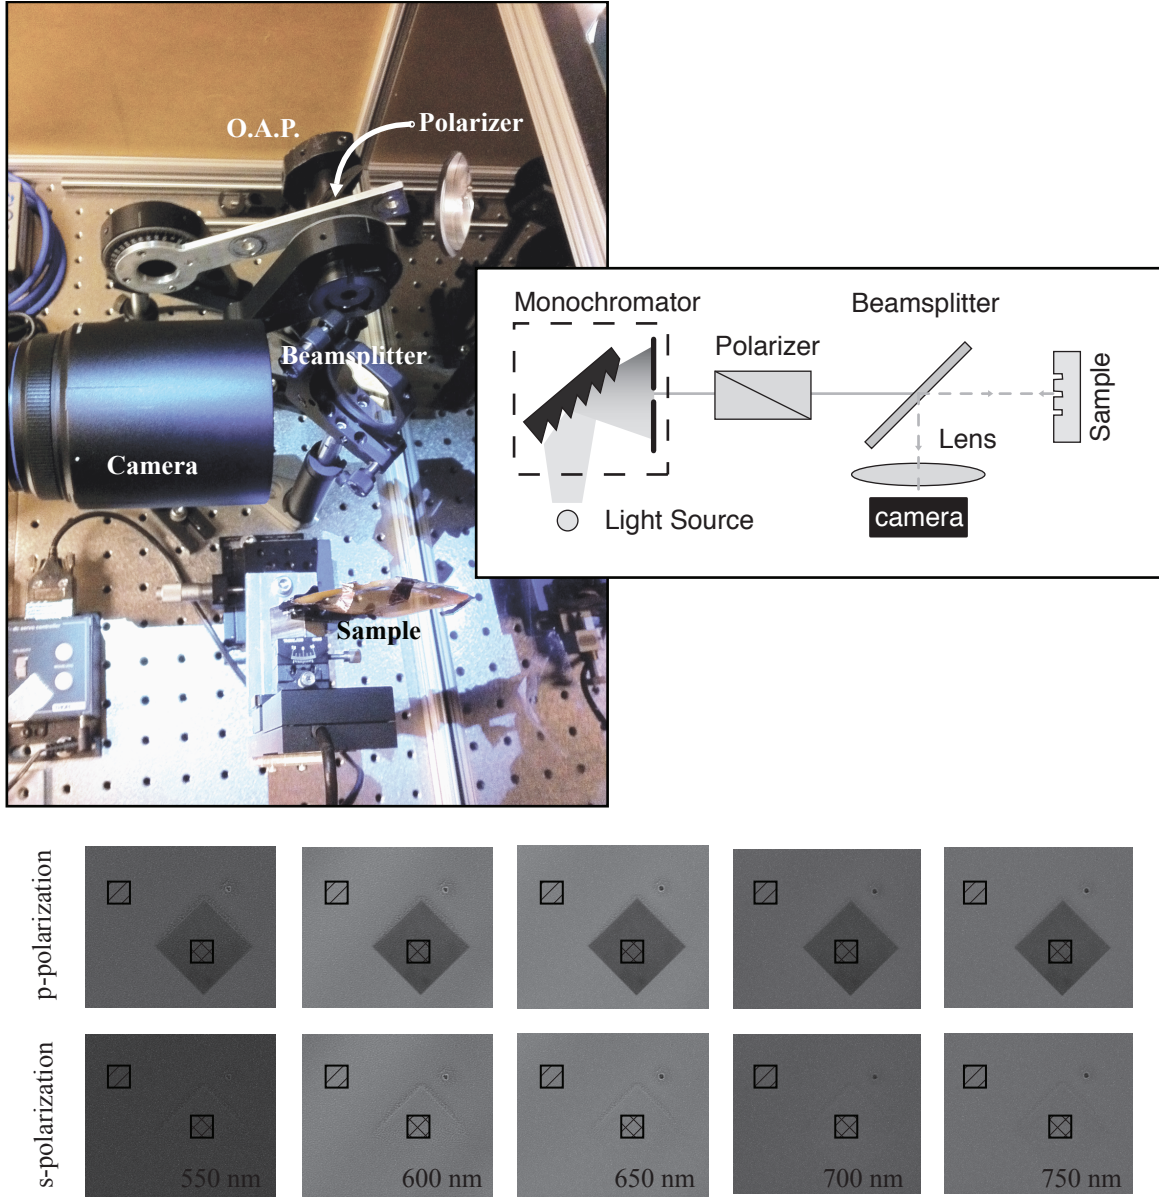 O.A.P.
Polarizer
Beamsplitter
Camera
Sample
Monochromator
Polarizer
Beamsplitter
Sample
Lens
camera
Light Source
p-polarization
s-polarization
550 nm
600 nm
650 nm
700 nm
750 nm